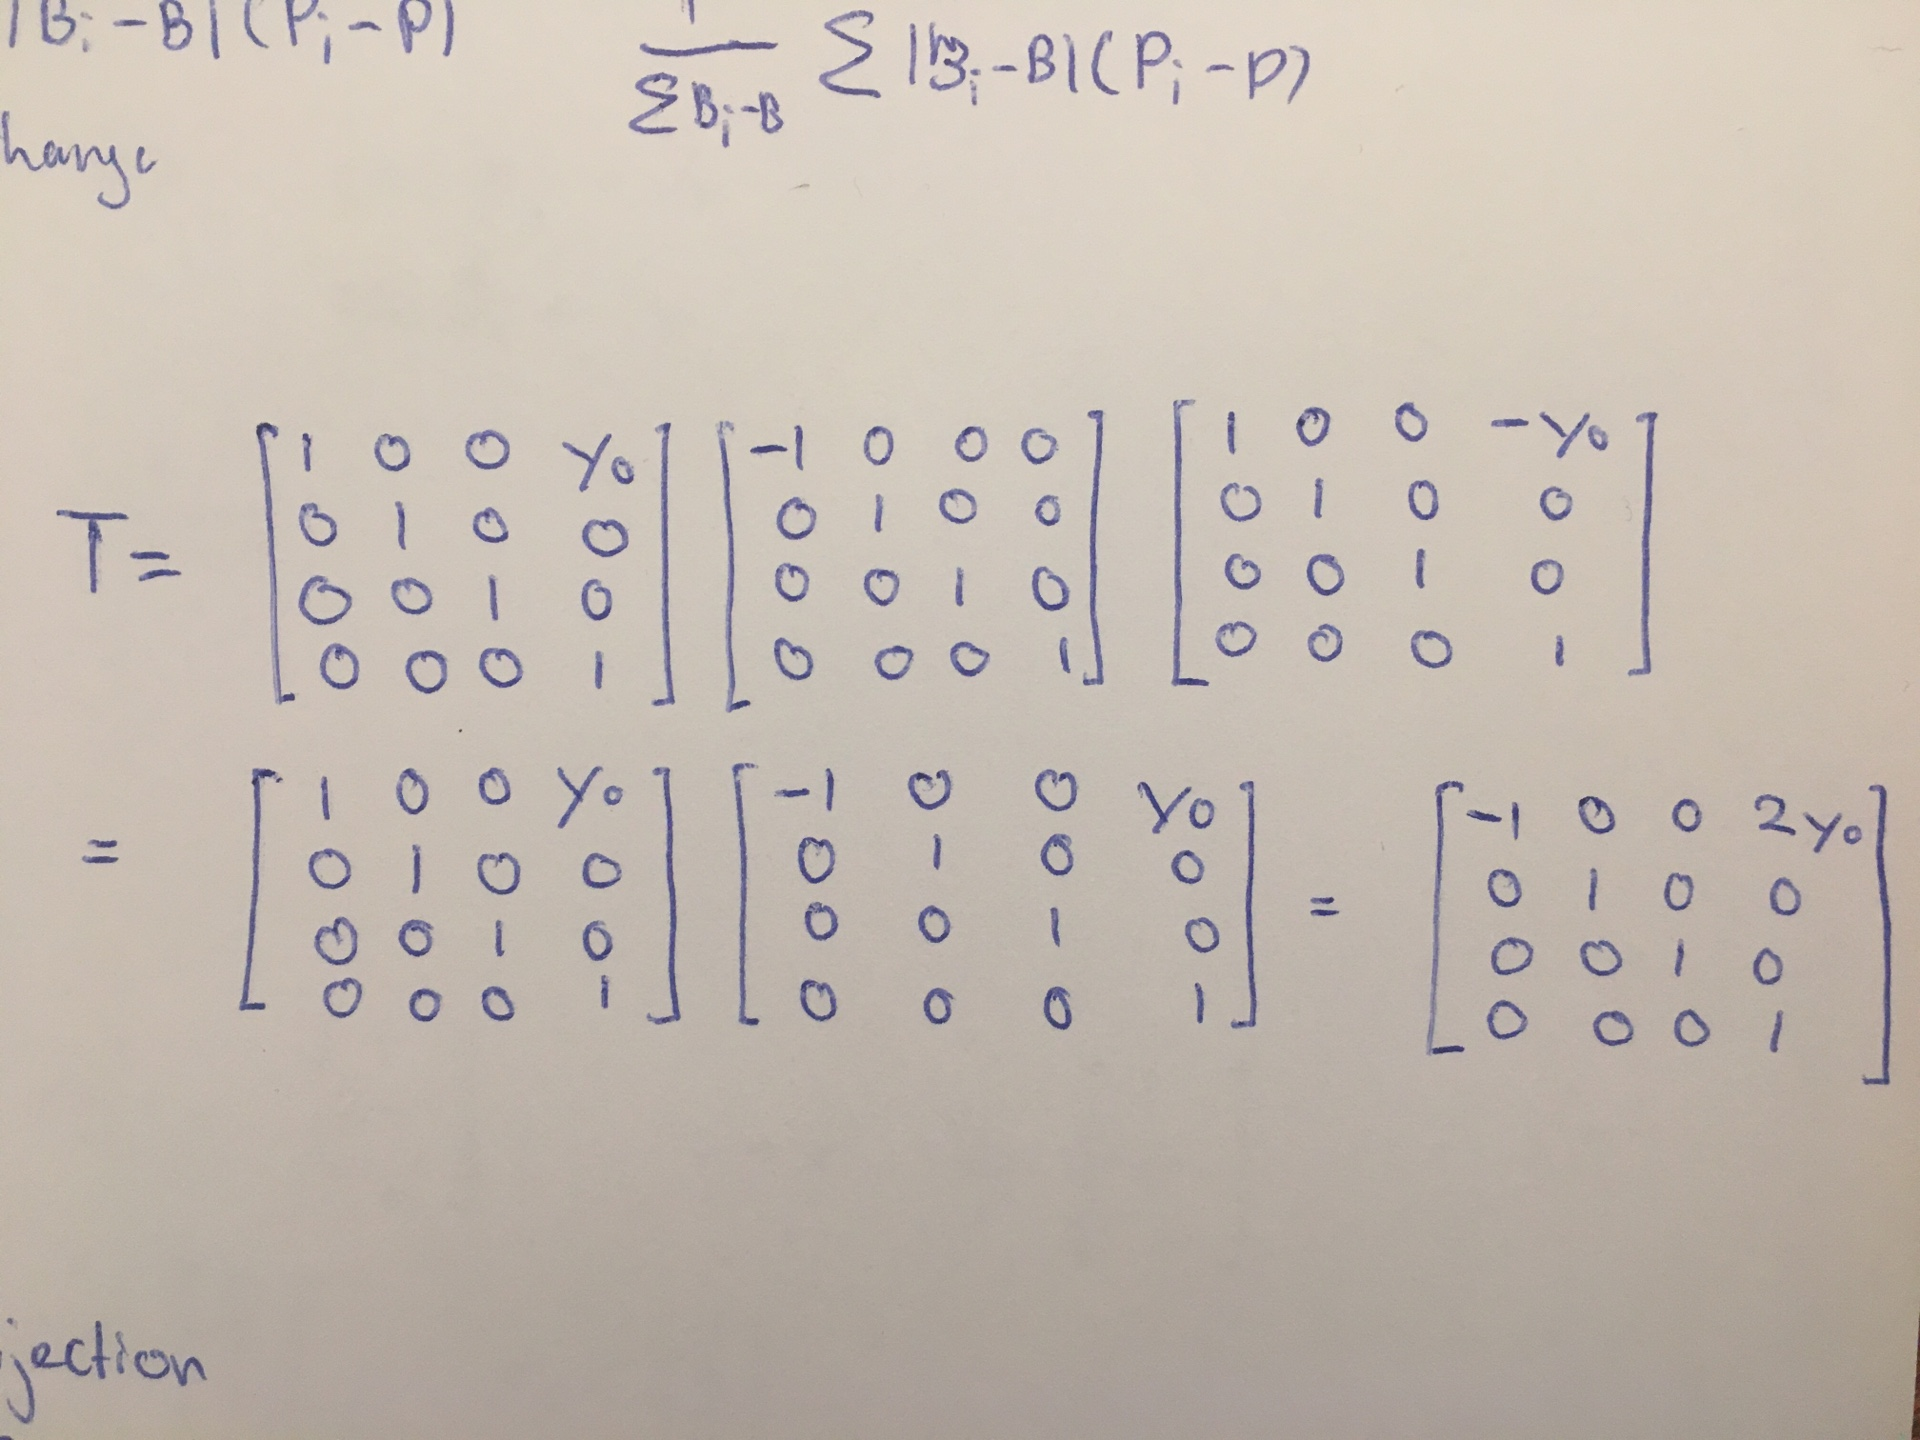 |Bi-B|(Pi-P)
1/ΣBi-B Σ|Bi-B|(Pi-P)
hange
T= [1 0 0 y0] [-1 0 0 0] [1 0 0 -y0]
[0 1 0 0] [0 1 0 0] [0 1 0 0]
[0 0 1 0] [0 0 1 0] [0 0 1 0]
[0 0 0 1] [0 0 0 1] [0 0 0 1]
= [1 0 0 y0] [-1 0 0 y0] = [-1 0 0 2y0]
[0 1 0 0] [0 1 0 0] [0 1 0 0]
[0 0 1 0] [0 0 1 0] [0 0 1 0]
[0 0 0 1] [0 0 0 1] [0 0 0 1]
jection